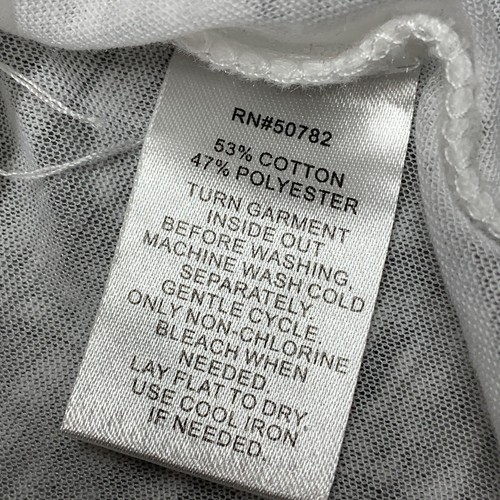 RN#50782
53% COTTON
47% POLYESTER
TURN GARMENT
INSIDE OUT
BEFORE WASHING.
MACHINE WASH COLD
SEPARATELY.
GENTLE CYCLE.
ONLY NON-CHLORINE
BLEACH WHEN
NEEDED.
LAY FLAT TO DRY.
USE COOL IRON
IF NEEDED.